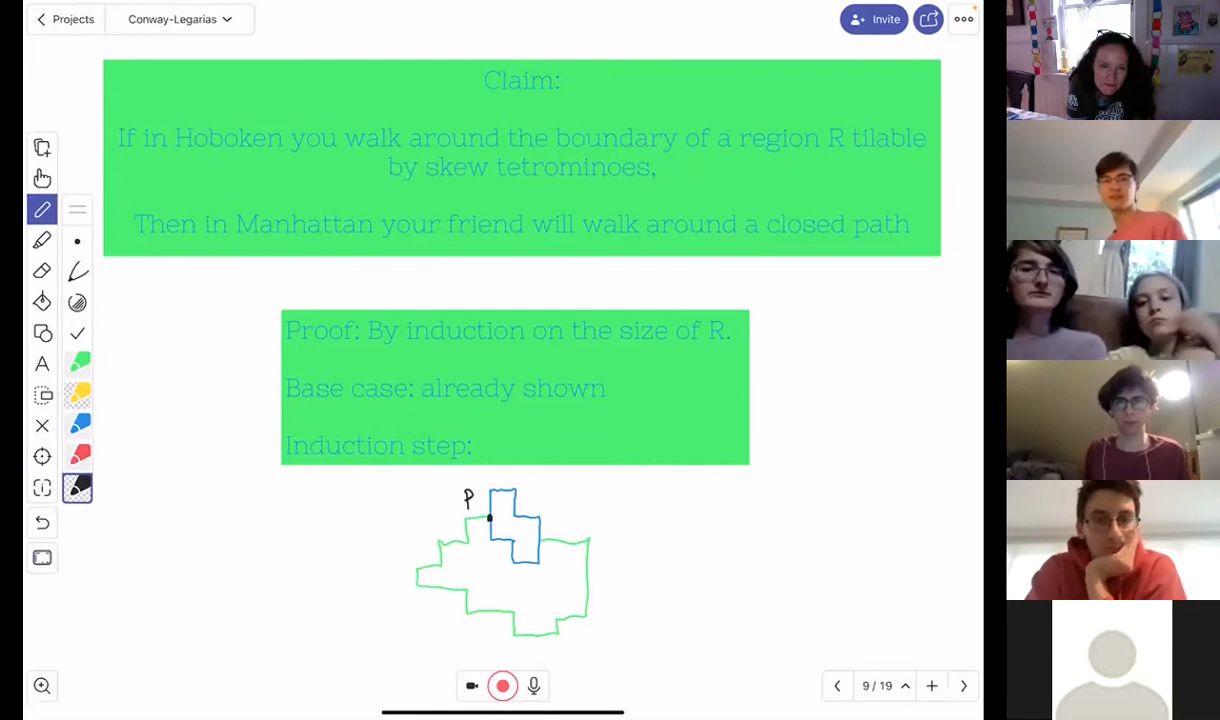 Projects
Conway-Legarias
Invite
Claim:
If in Hoboken you walk around the boundary of a region R tilable
by skew tetrominoes,
Then in Manhattan your friend will walk around a closed path
Proof: By induction on the size of R.
Base case: already shown
Induction step:
P
A
9 / 19